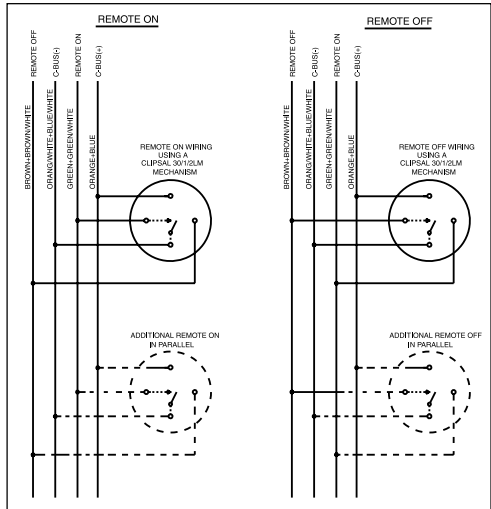 REMOTE ON
REMOTE OFF
C-BUS(-)
REMOTE ON
C-BUS(+)
BROWN+BROWN/WHITE
ORANG/WHITE+BLUE/WHITE
GREEN+GREEN/WHITE
ORANGE+BLUE
REMOTE ON WIRING
USING A
CLIPSAL 30/1/2LM
MECHANISM
ADDITIONAL REMOTE ON
IN PARALLEL
REMOTE OFF
REMOTE OFF
C-BUS(-)
REMOTE ON
C-BUS(+)
BROWN+BROWN/WHITE
ORANG/WHITE+BLUE/WHITE
GREEN+GREEN/WHITE
ORANGE+BLUE
REMOTE OFF WIRING
USING A
CLIPSAL 30/1/2LM
MECHANISM
ADDITIONAL REMOTE OFF
IN PARALLEL